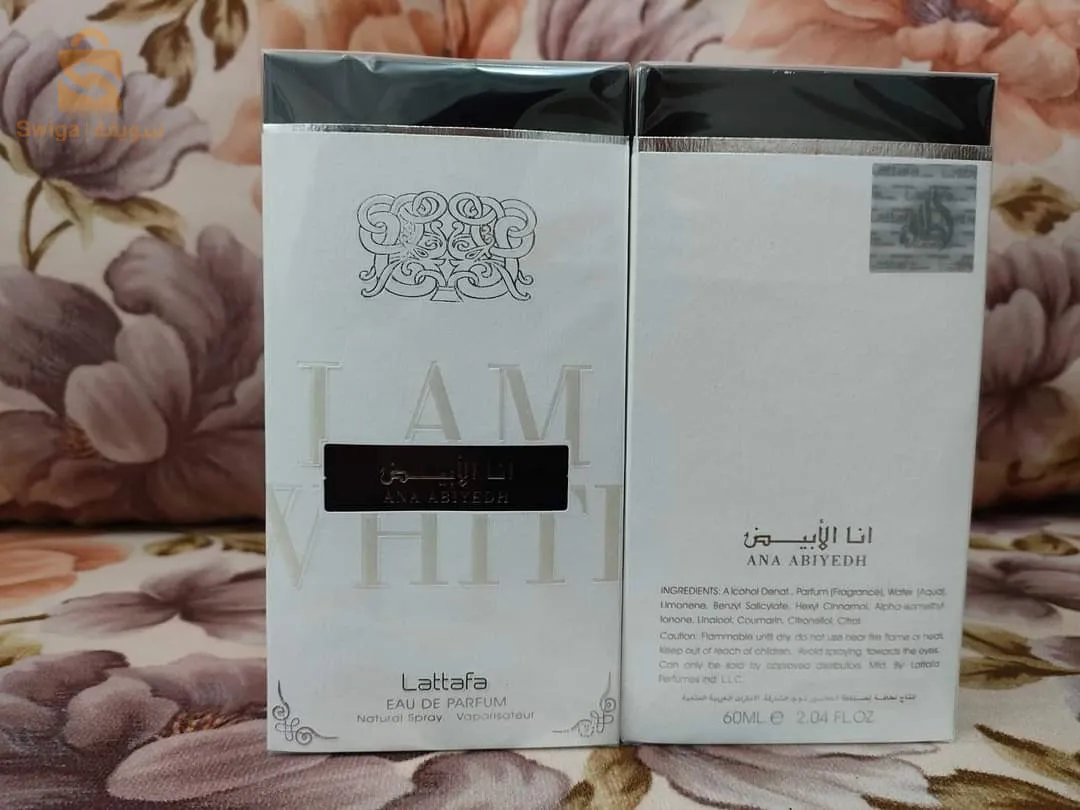 Swiga سويقة
I AM
انا الأبيــض
ANA ABIYEDH
WHITE
Lattafa
EAU DE PARFUM
Natural Spray Vaporisateur
انا الأبيــض
ANA ABIYEDH
INGREDIENTS: Alcohol Denat., Parfum (Fragrance), Water (Aqua),
Limonene, Benzyl Salicylate, Hexyl Cinnamal, Alpha-isomethyl
Ionone, Linalool, Coumarin, Citronellol, Citral
Caution: Flammable until dry, do not use near fire flame or heat.
Keep out of reach of children. Avoid spraying towards the eyes.
Can only be sold by approved distributors. Mfd. By Lattafa
Perfumes Ind. L.L.C.
60ML e 2.04 FL.OZ